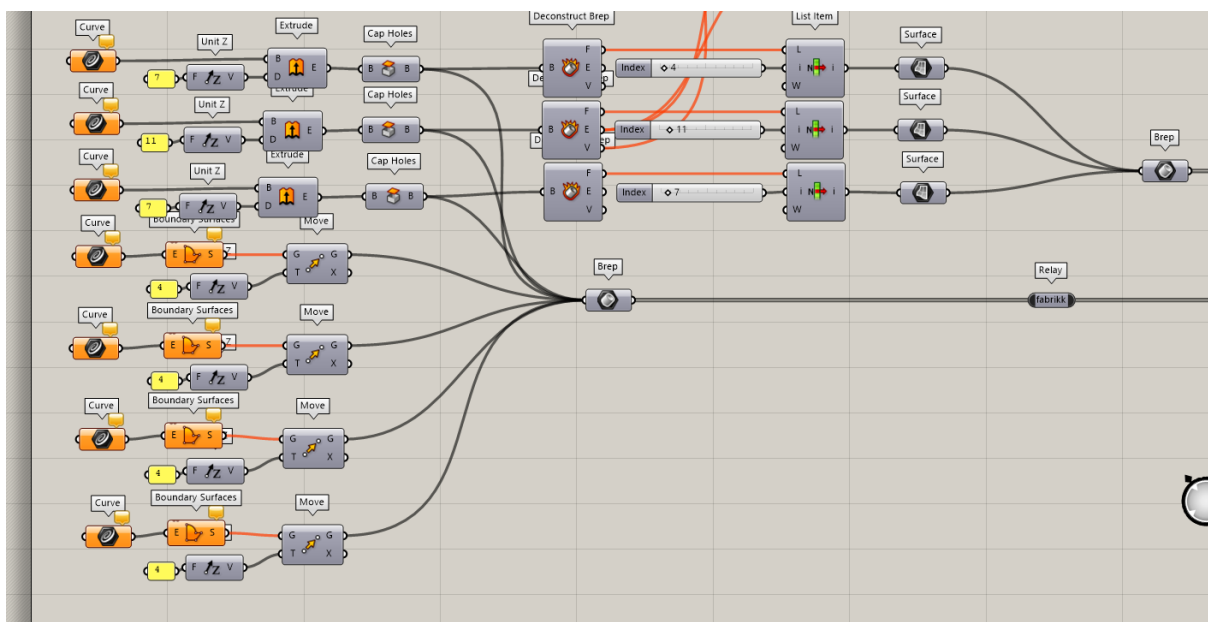 Curve Unit Z Extrude Cap Holes Deconstruct Brep List Item Surface
7 F Z V B D E B B B F E V Index 4 L i W N i
Curve Unit Z Extrude Cap Holes Surface
11 F Z V B D E B B B F E V Index 11 L i W N i Brep
Curve Unit Z Extrude Cap Holes Surface
7 F Z V B D E B B B F E V Index 7 L i W N i
Curve Boundary Surfaces Move
E S G T G X
4 F Z V Brep Relay
fabrikk
Curve Boundary Surfaces Move
E S G T G X
4 F Z V
Curve Boundary Surfaces Move
E S G T G X
4 F Z V
Curve Boundary Surfaces Move
E S G T G X
4 F Z V